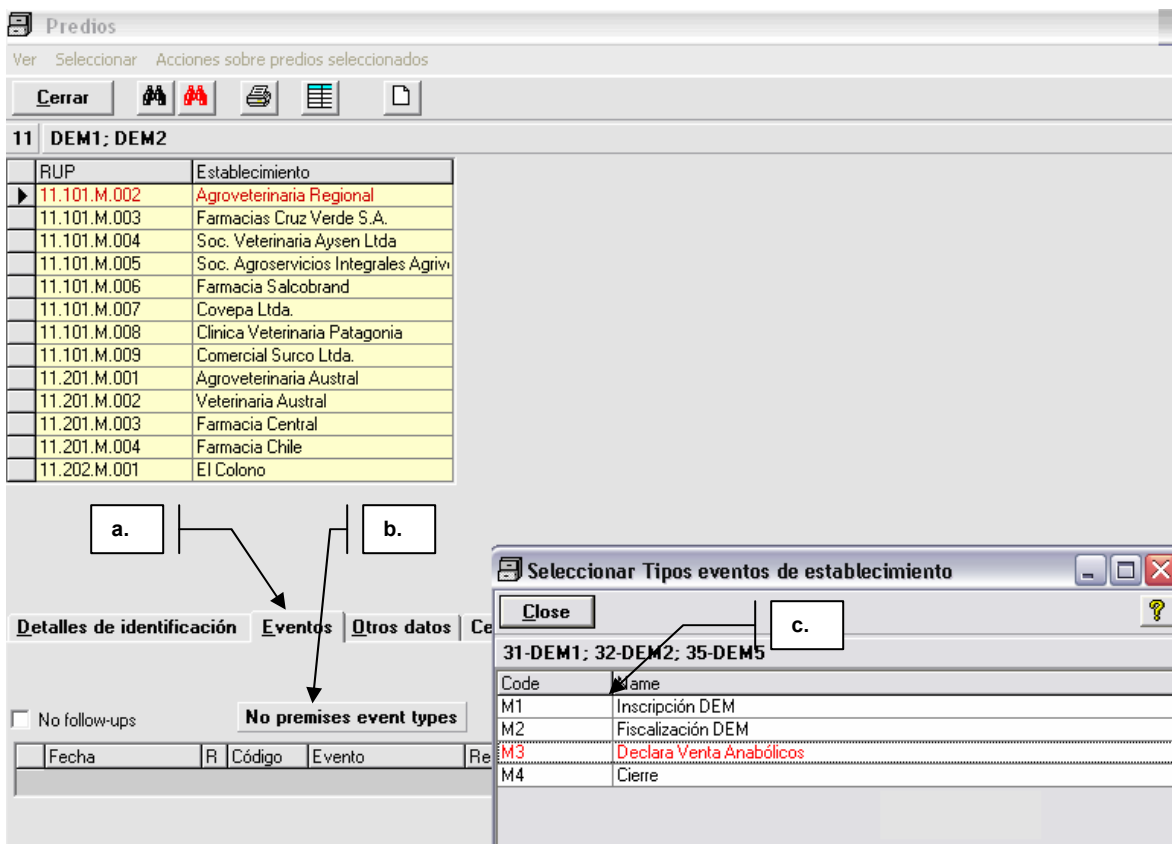 Predios
Ver Seleccionar Acciones sobre predios seleccionados
Cerrar
11 DEM1; DEM2
RUP Establecimiento
11.101.M.002 Agroveterinaria Regional
11.101.M.003 Farmacias Cruz Verde S.A.
11.101.M.004 Soc. Veterinaria Aysen Ltda
11.101.M.005 Soc. Agroservicios Integrales Agriv
11.101.M.006 Farmacia Salcobrand
11.101.M.007 Covepa Ltda.
11.101.M.008 Clinica Veterinaria Patagonia
11.101.M.009 Comercial Surco Ltda.
11.201.M.001 Agroveterinaria Austral
11.201.M.002 Veterinaria Austral
11.201.M.003 Farmacia Central
11.201.M.004 Farmacia Chile
11.202.M.001 El Colono
a. b.
Detalles de identificación Eventos Otros datos Ce
No follow-ups No premises event types
Fecha R Código Evento Re
Seleccionar Tipos eventos de establecimiento
Close ?
c.
31-DEM1; 32-DEM2; 35-DEM5
Code Name
M1 Inscripción DEM
M2 Fiscalización DEM
M3 Declara Venta Anabólicos
M4 Cierre